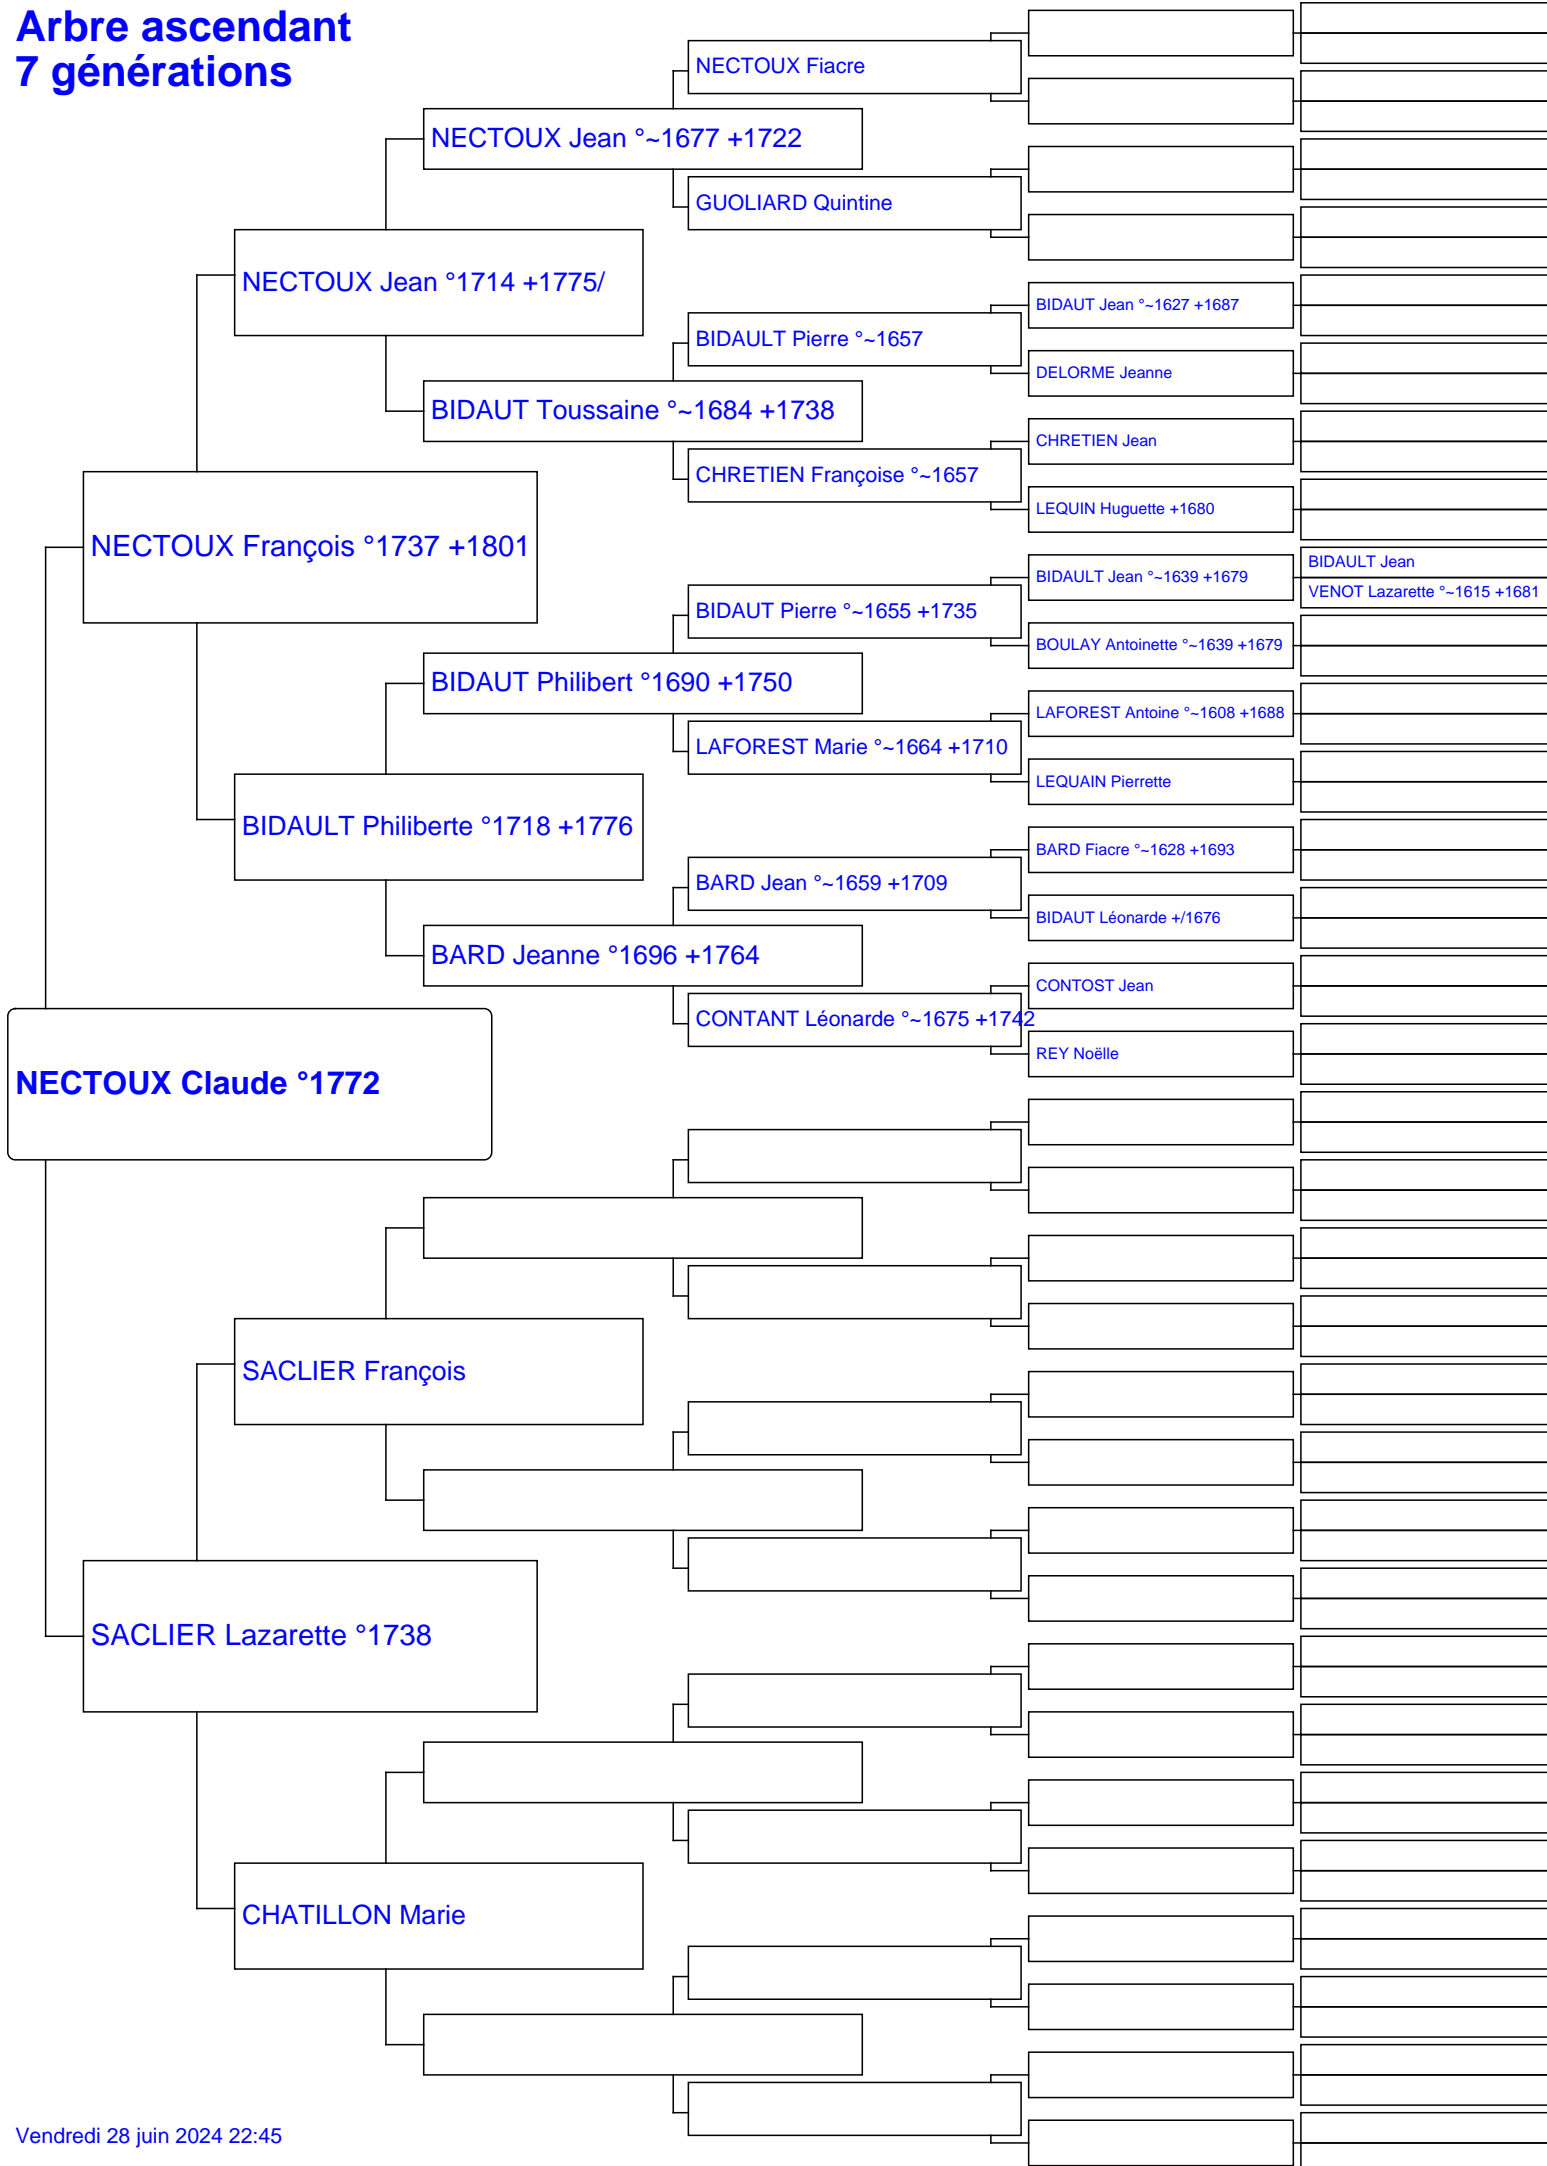 Arbre ascendant
7 générations
NECTOUX Fiacre
NECTOUX Jean °~1677 +1722
GUOLIARD Quintine
NECTOUX Jean °1714 +1775/
BIDAUT Jean °~1627 +1687
BIDAULT Pierre °~1657
DELORME Jeanne
BIDAUT Toussaine °~1684 +1738
CHRETIEN Jean
CHRETIEN Françoise °~1657
LEQUIN Huguette +1680
NECTOUX François °1737 +1801
BIDAULT Jean
BIDAULT Jean °~1639 +1679
VENOT Lazarette °~1615 +1681
BIDAUT Pierre °~1655 +1735
BOULAY Antoinette °~1639 +1679
BIDAUT Philibert °1690 +1750
LAFOREST Antoine °~1608 +1688
LAFOREST Marie °~1664 +1710
LEQUAIN Pierrette
BIDAULT Philiberte °1718 +1776
BARD Fiacre °~1628 +1693
BARD Jean °~1659 +1709
BIDAUT Léonarde +/1676
BARD Jeanne °1696 +1764
CONTOST Jean
CONTANT Léonarde °~1675 +1742
REY Noëlle
NECTOUX Claude °1772
SACLIER François
SACLIER Lazarette °1738
CHATILLON Marie
Vendredi 28 juin 2024 22:45